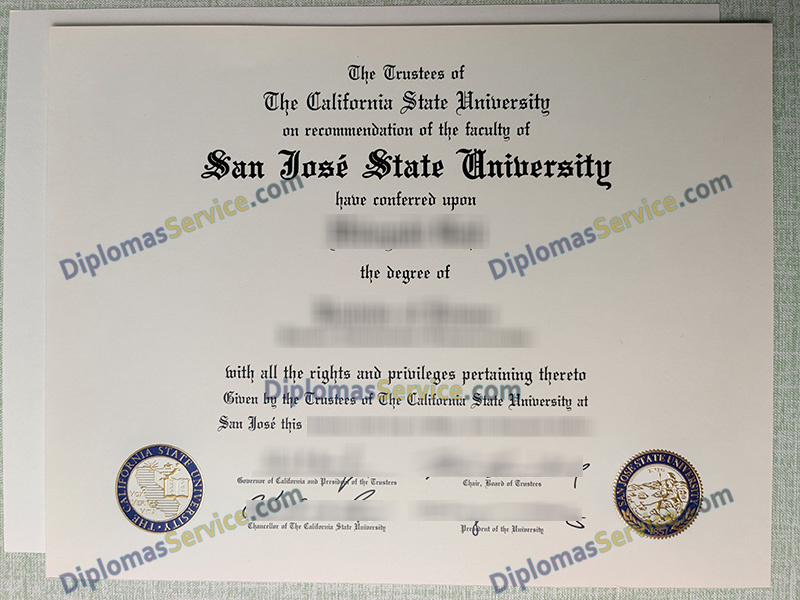 The Trustees of
The California State University
on recommendation of the faculty of
San José State University
have conferred upon
DiplomasService.com
DiplomasService.com
the degree of
with all the rights and privileges pertaining thereto
DiplomasService.com
Given by the Trustees of The California State University at
San José this
Governor of California and President of the Trustees
Chair, Board of Trustees
Chancellor of The California State University
President of the University
THE CALIFORNIA STATE UNIVERSITY
SAN JOSE STATE UNIVERSITY
DiplomasService.com
DiplomasService.com